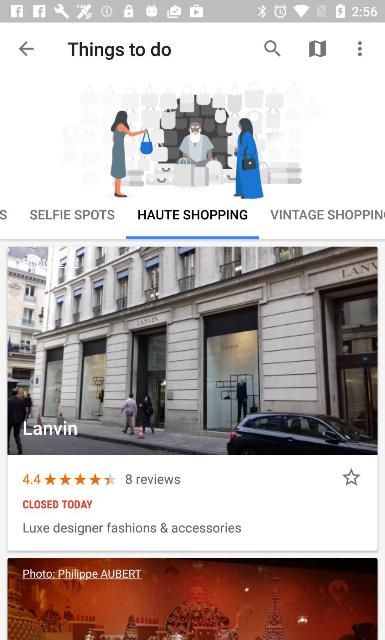 2:56
Things to do
S
SELFIE SPOTS
HAUTE SHOPPING
VINTAGE SHOPPIN
LANVIN
LANVIN
LANVIN
Lanvin
4.4
8 reviews
CLOSED TODAY
Luxe designer fashions & accessories
Photo: Philippe AUBERT